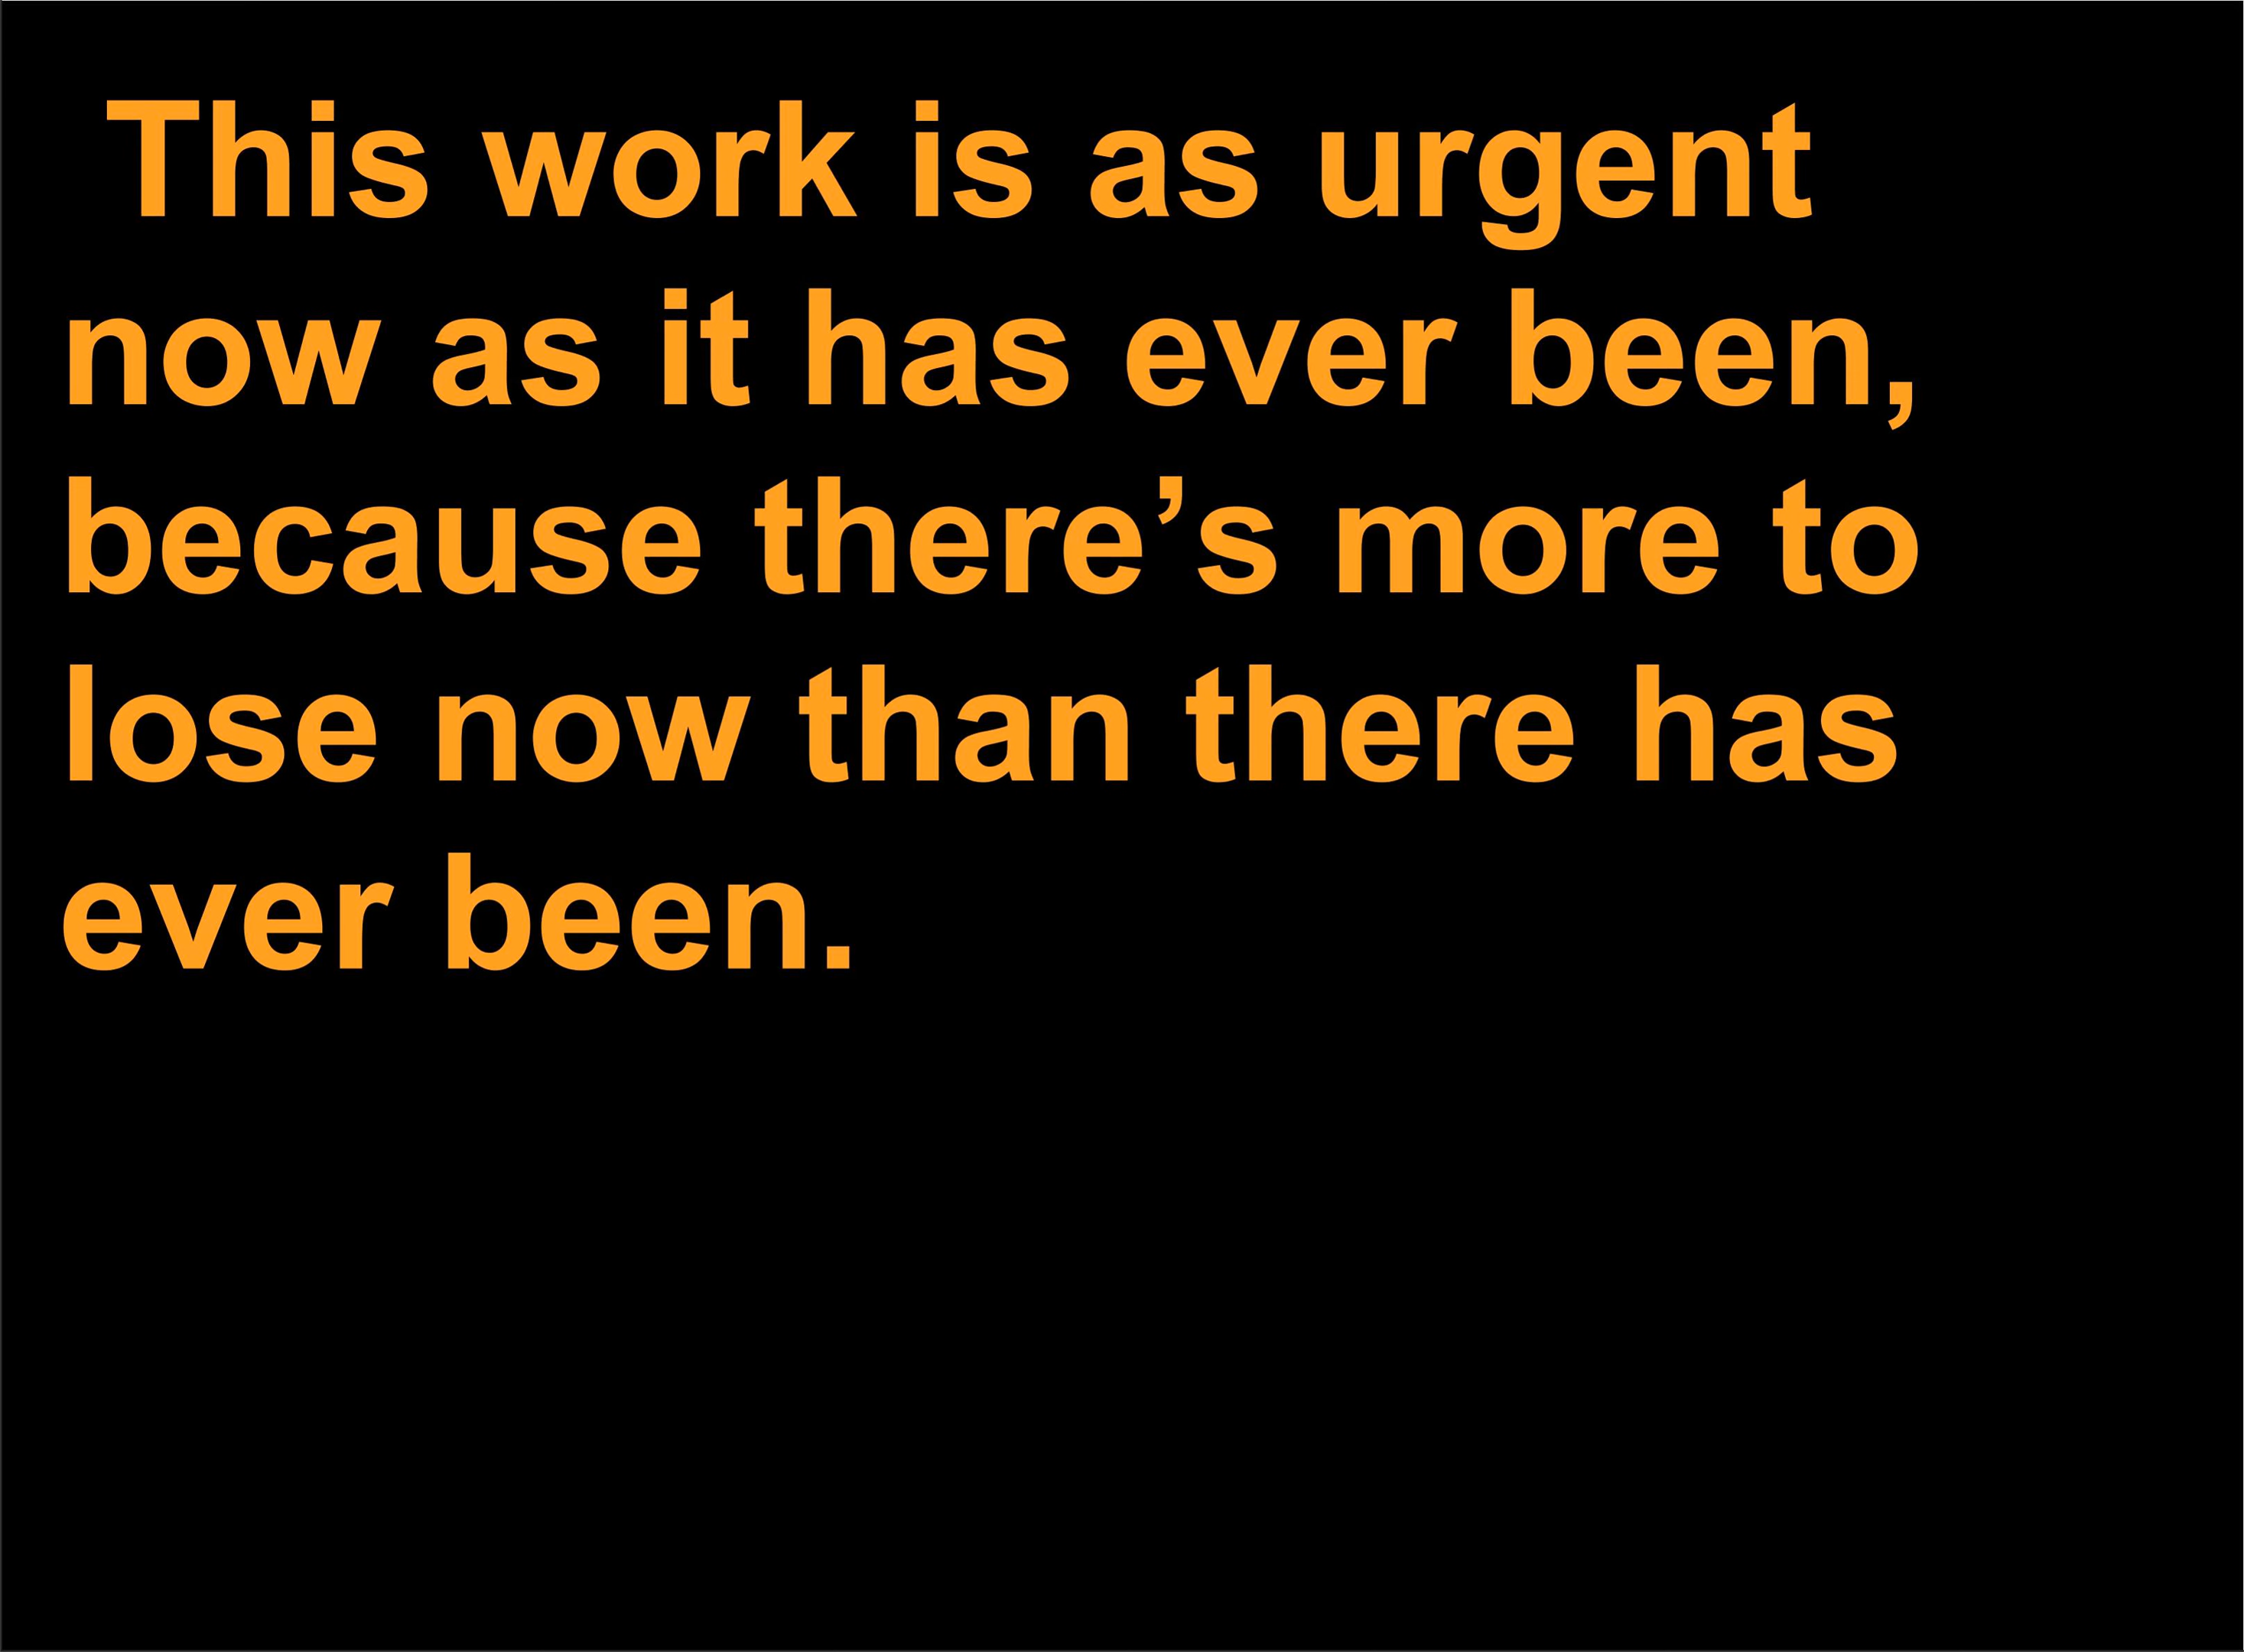 This work is as urgent
now as it has ever been,
because there’s more to
lose now than there has
ever been.